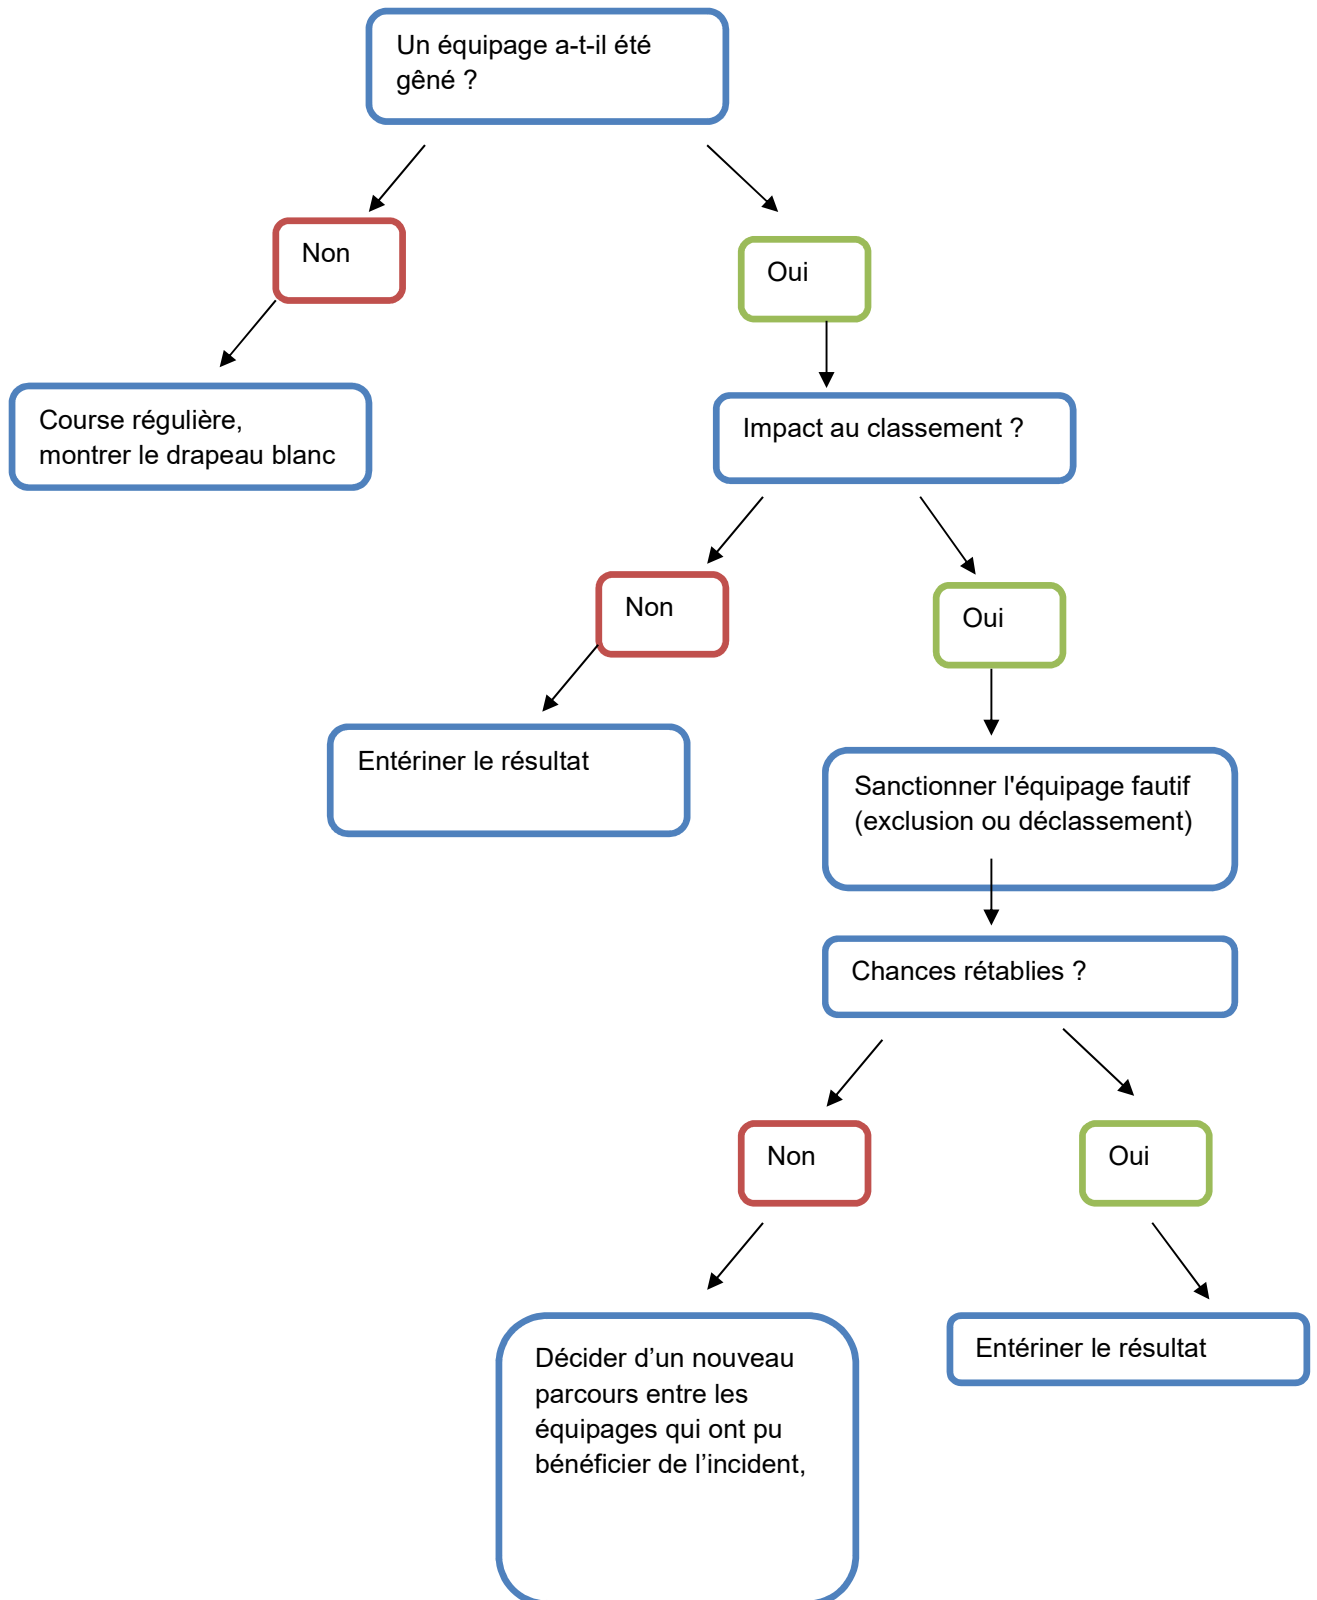 Un équipage a-t-il été
gêné ?
Non
Oui
Course régulière,
montrer le drapeau blanc
Impact au classement ?
Non
Oui
Entériner le résultat
Sanctionner l'équipage fautif
(exclusion ou déclassement)
Chances rétablies ?
Non
Oui
Décider d’un nouveau
parcours entre les
équipages qui ont pu
bénéficier de l’incident,
Entériner le résultat